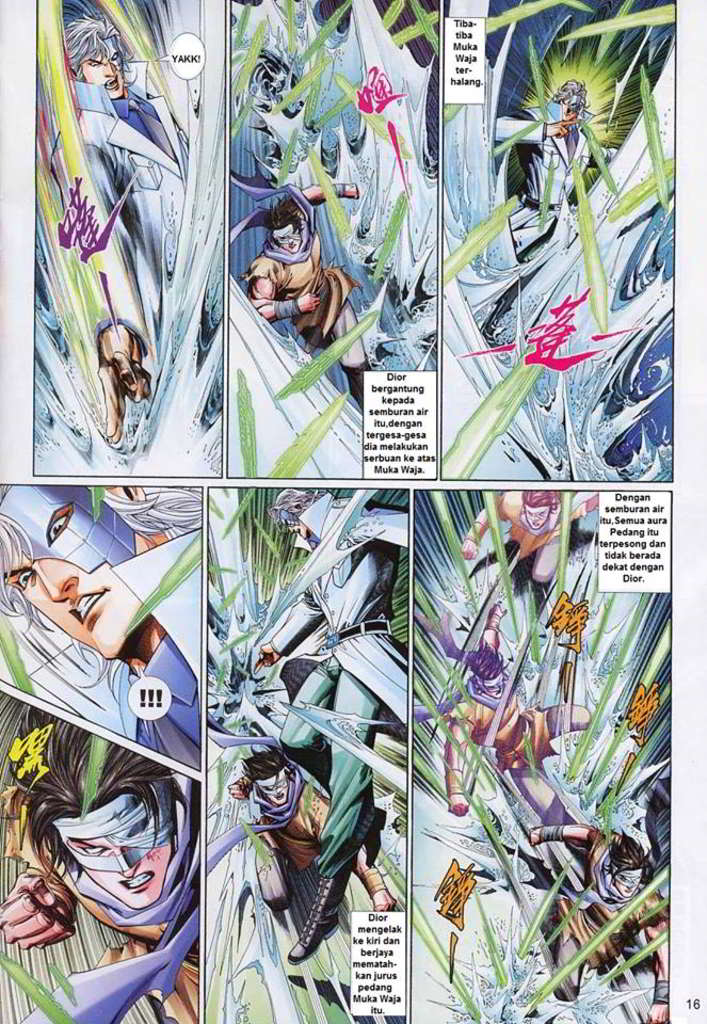 YAKK!
Dior
bergantung
kepada
semburan air
itu,dengan
tergesa-gesa
dia melakukan
serbuan ke atas
Muka Waja.
Tiba-
tiba
Muka
Waja
ter-
halang.
!!!
Dior
mengelak
ke kiri dan
berjaya
mematah-
kan jurus
pedang
Muka Waja
itu.
Dengan
semburan air
itu,Semua aura
Pedang itu
terpesong dan
tidak berada
dekat dengan
Dior.
16